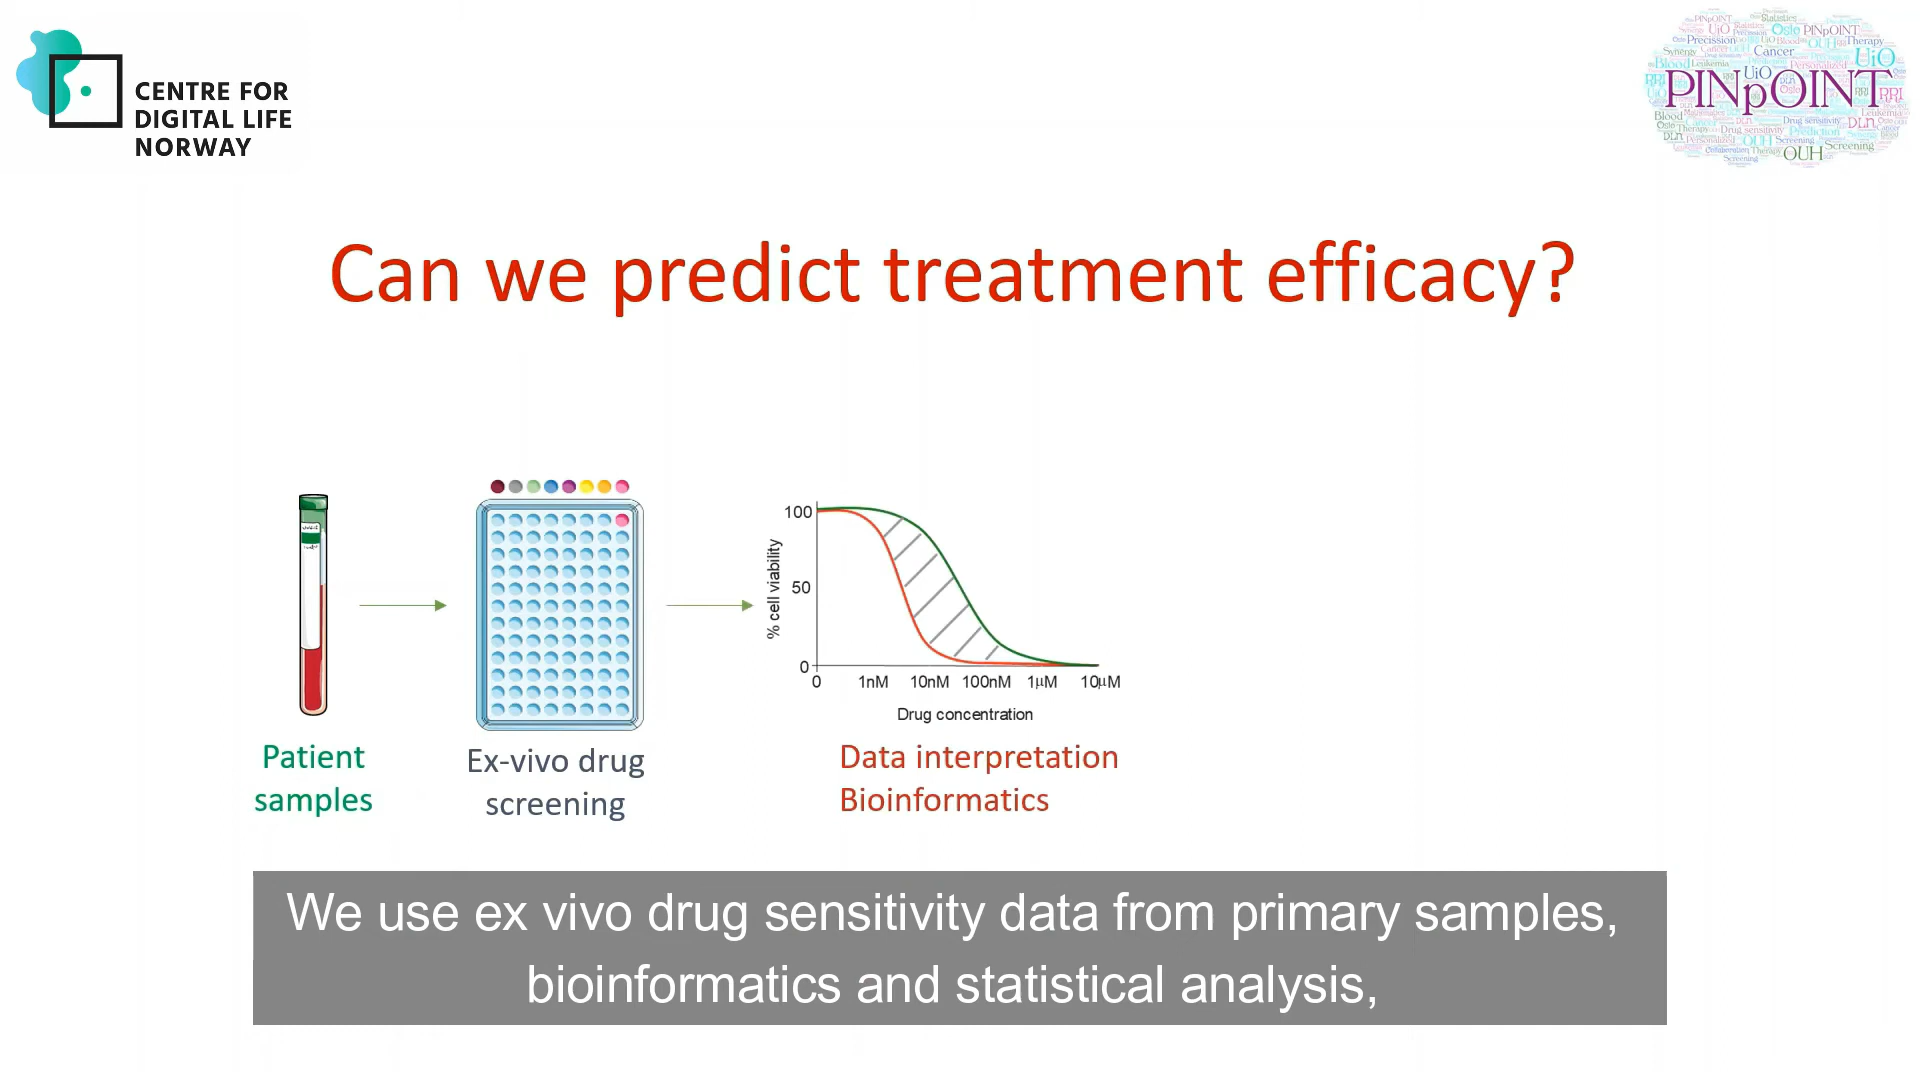 CENTRE FOR
DIGITAL LIFE
NORWAY
PINpOINT
Can we predict treatment efficacy?
100
50
0
% cell viability
0 1nM 10nM 100nM 1µM 10µM
Drug concentration
Patient
samples
Ex-vivo drug
screening
Data interpretation
Bioinformatics
We use ex vivo drug sensitivity data from primary samples,
bioinformatics and statistical analysis,